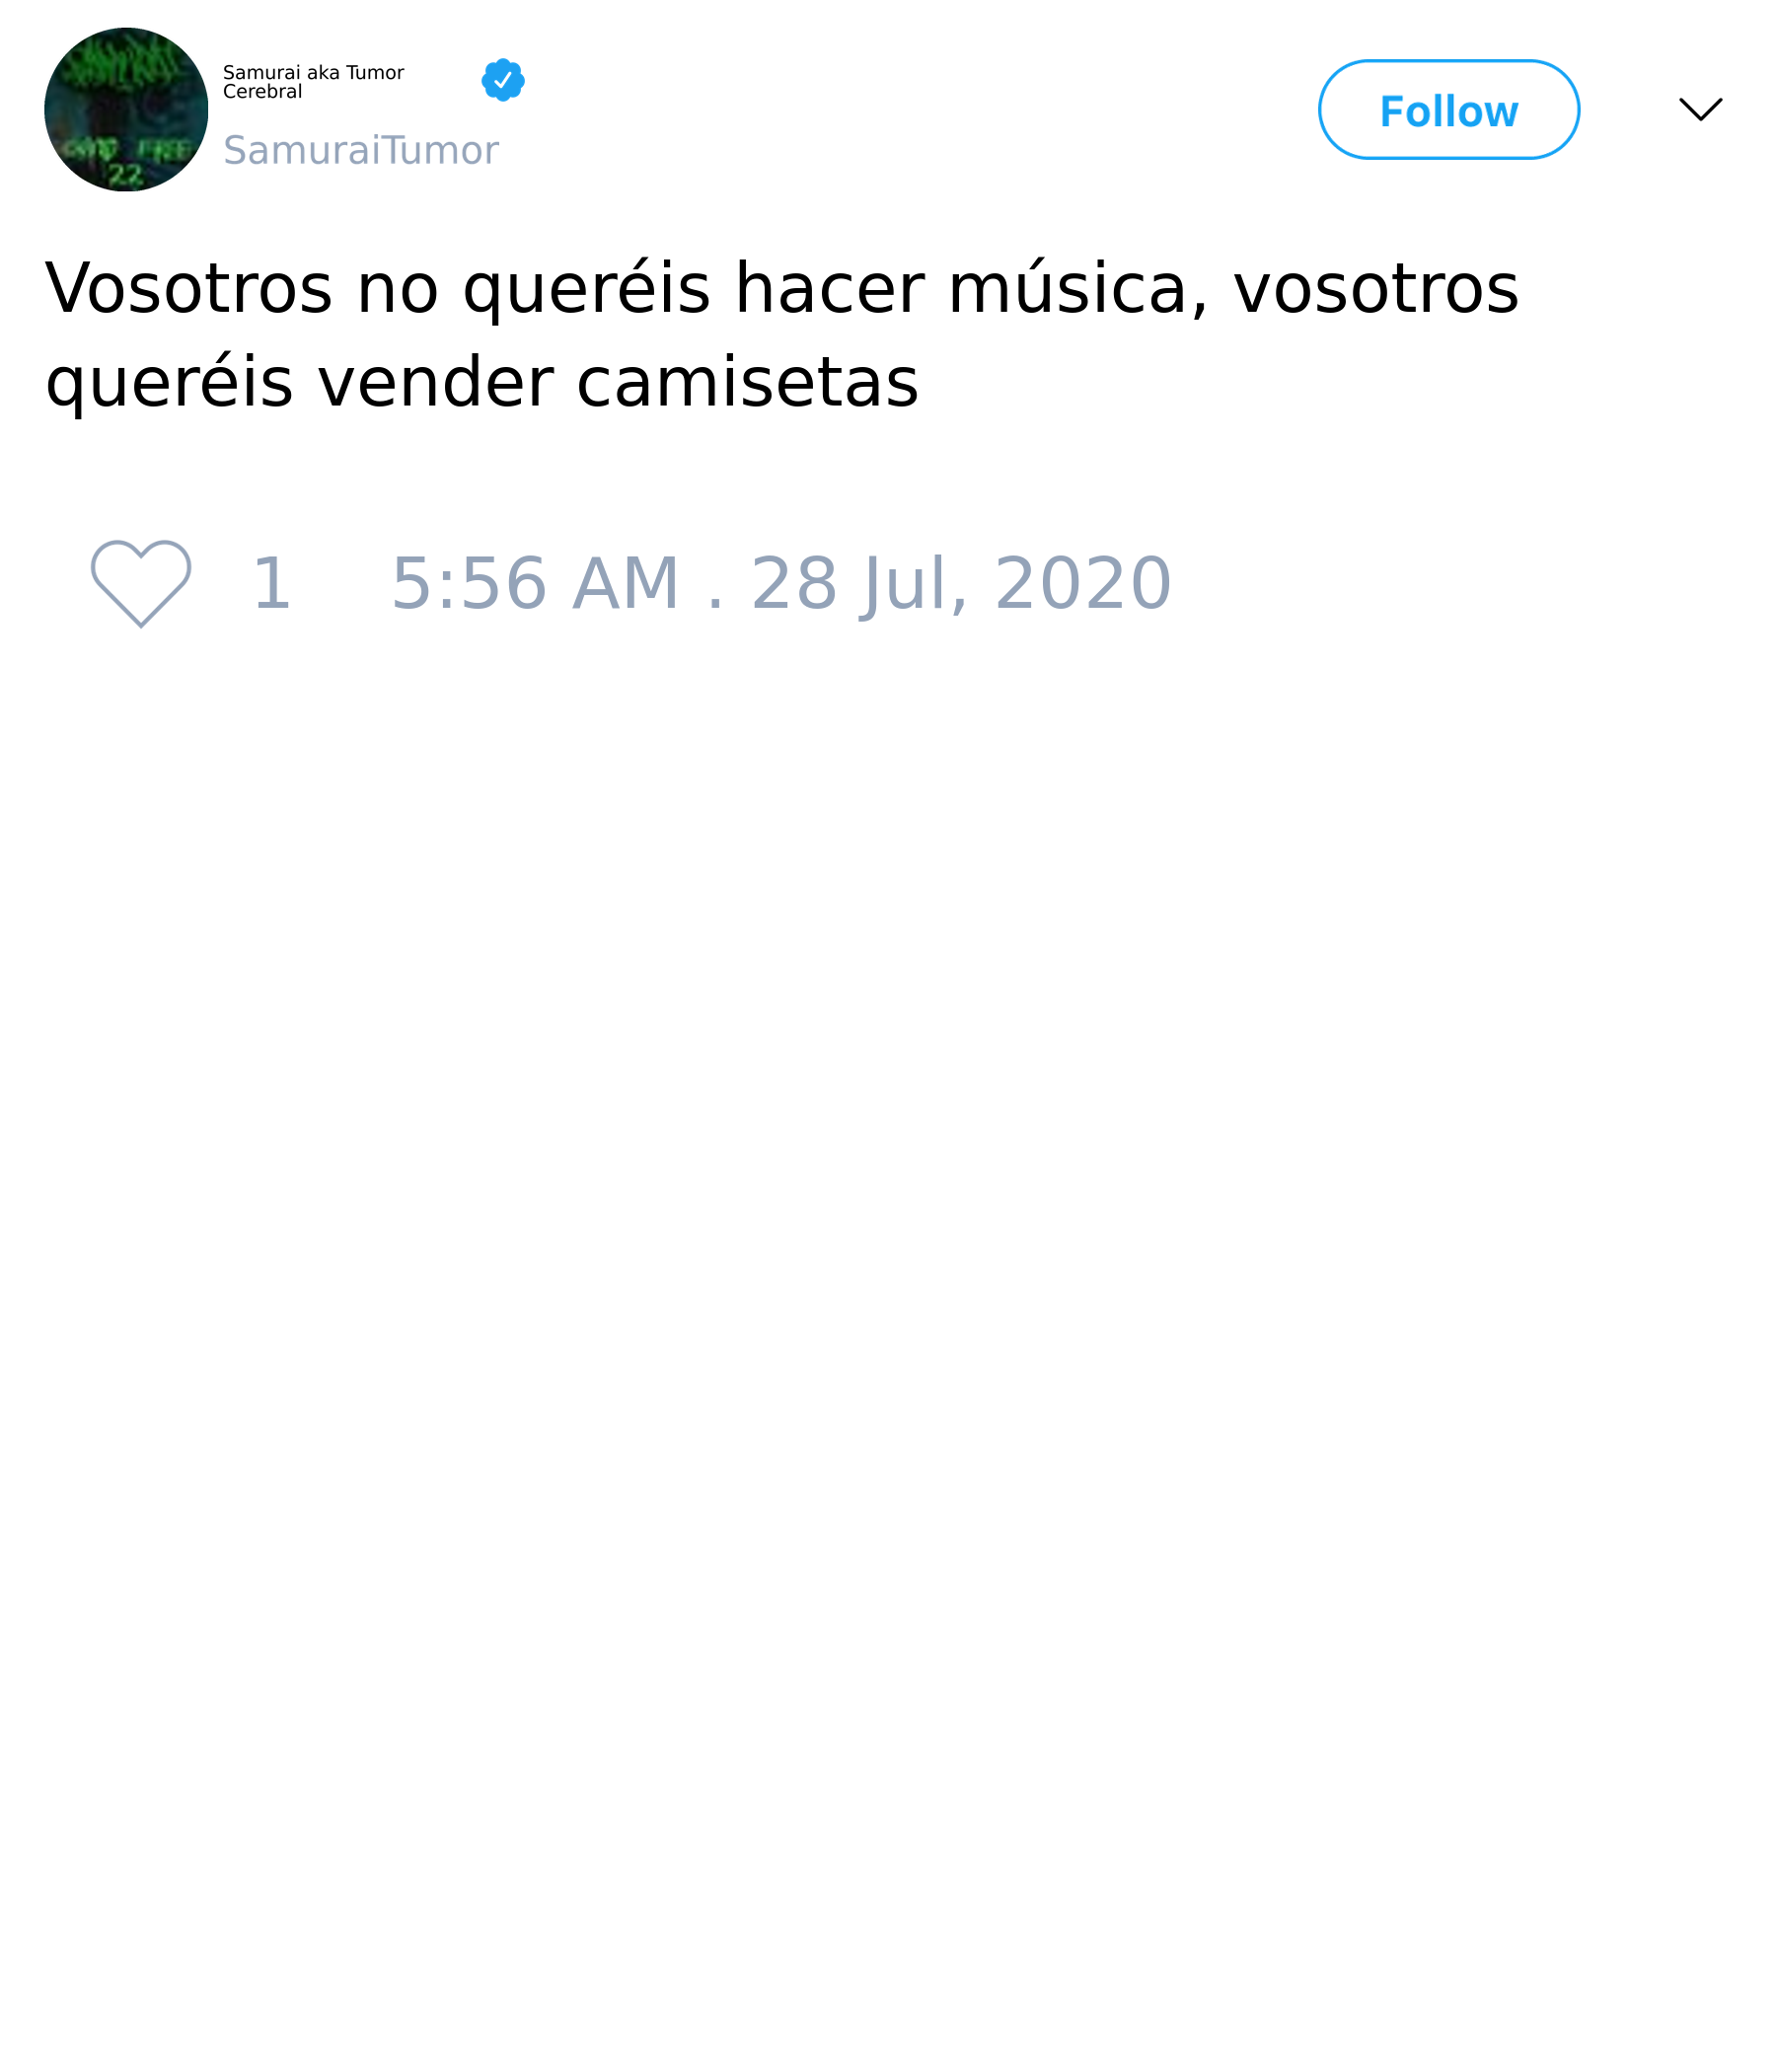 Samurai aka Tumor
Cerebral
SamuraiTumor
Follow
Vosotros no queréis hacer música, vosotros
queréis vender camisetas
1 5:56 AM . 28 Jul, 2020
22